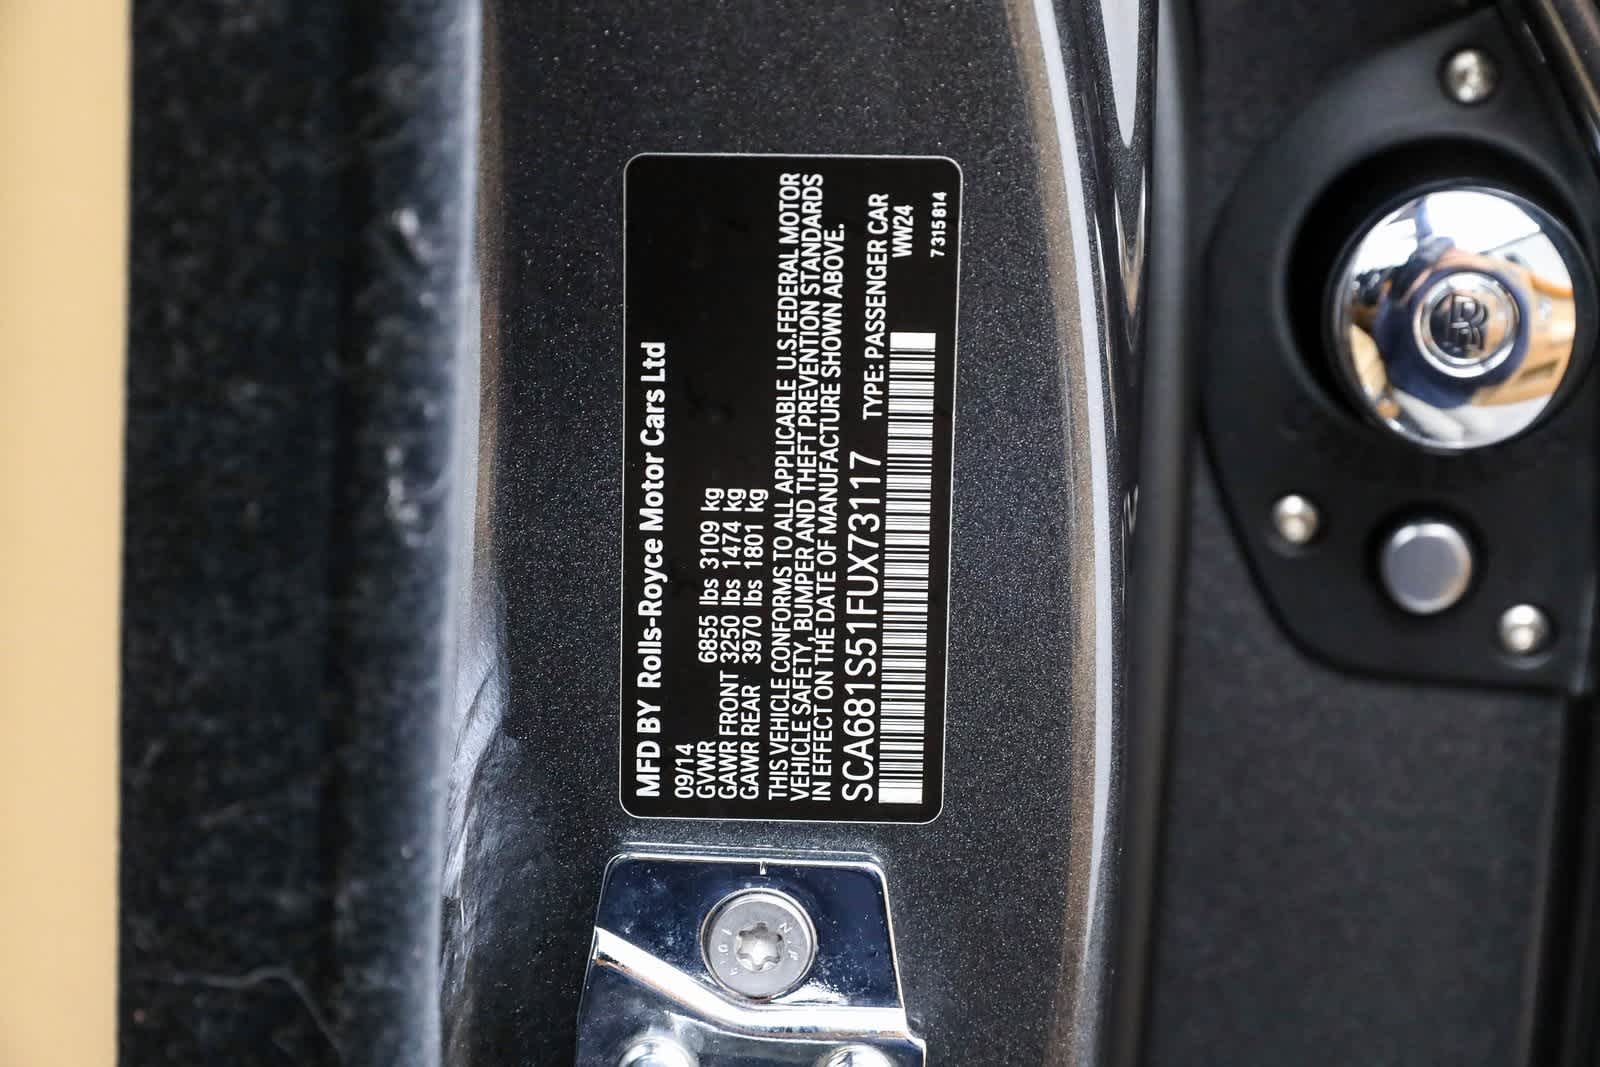 MFD BY Rolls-Royce Motor Cars Ltd
09/14
GVWR 6855 lbs 3109 kg
GAWR FRONT 3250 lbs 1474 kg
GAWR REAR 3970 lbs 1801 kg
THIS VEHICLE CONFORMS TO ALL APPLICABLE U.S.FEDERAL MOTOR
VEHICLE SAFETY, BUMPER AND THEFT PREVENTION STANDARDS
IN EFFECT ON THE DATE OF MANUFACTURE SHOWN ABOVE.
SCA681S51FUX73117 TYPE: PASSENGER CAR
WW24
7315814
RR